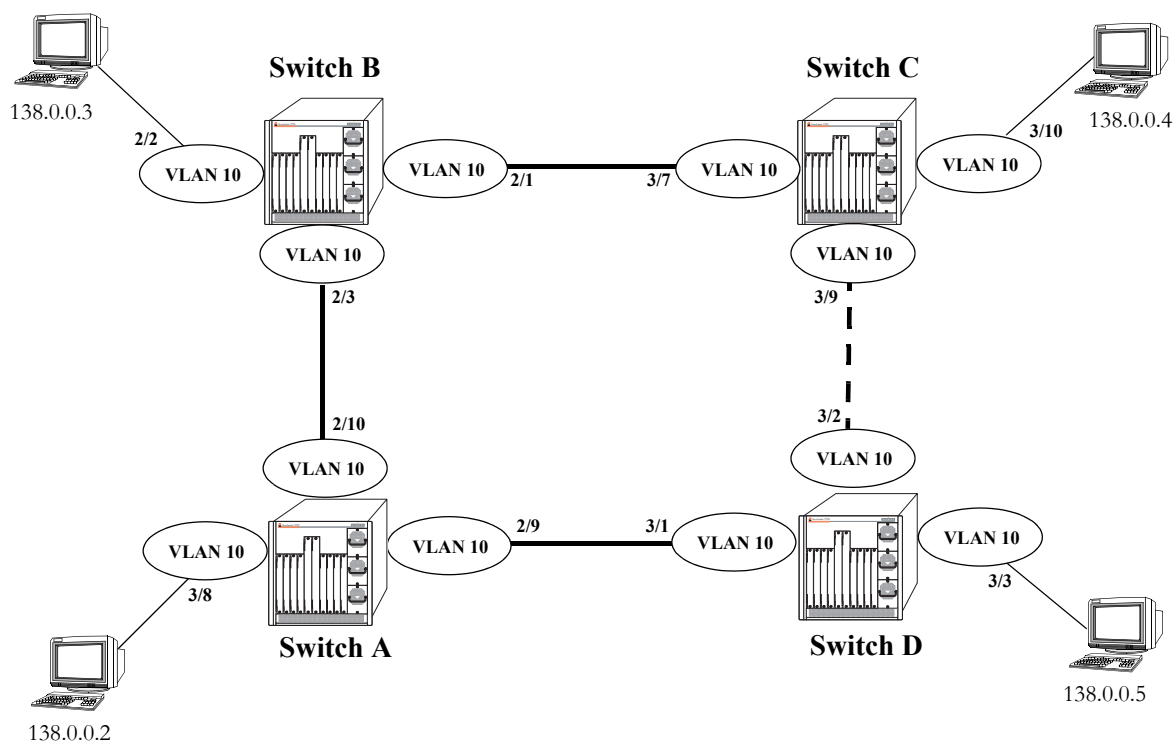 Switch B
Switch C
138.0.0.3
138.0.0.4
2/2
3/10
VLAN 10
VLAN 10
2/1
3/7
VLAN 10
VLAN 10
VLAN 10
VLAN 10
2/3
3/9
2/10
3/2
VLAN 10
VLAN 10
VLAN 10
VLAN 10
2/9
3/1
VLAN 10
VLAN 10
3/8
3/3
Switch A
Switch D
138.0.0.2
138.0.0.5